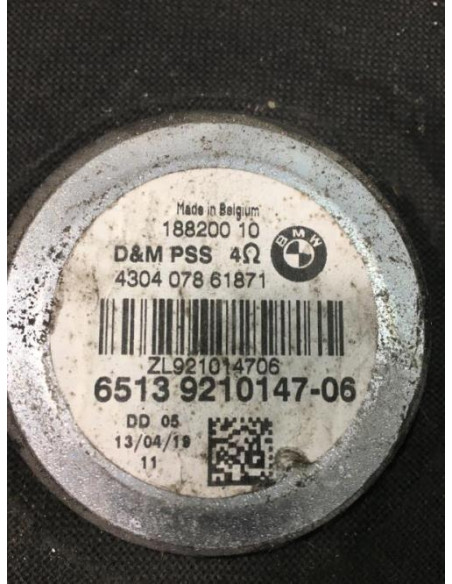 Made in Belgium
188200 10
D&M PSS 4Ω
BMW
4304 078 61871
ZL921014706
6513 9210147-06
DD 05
13/04/19
11